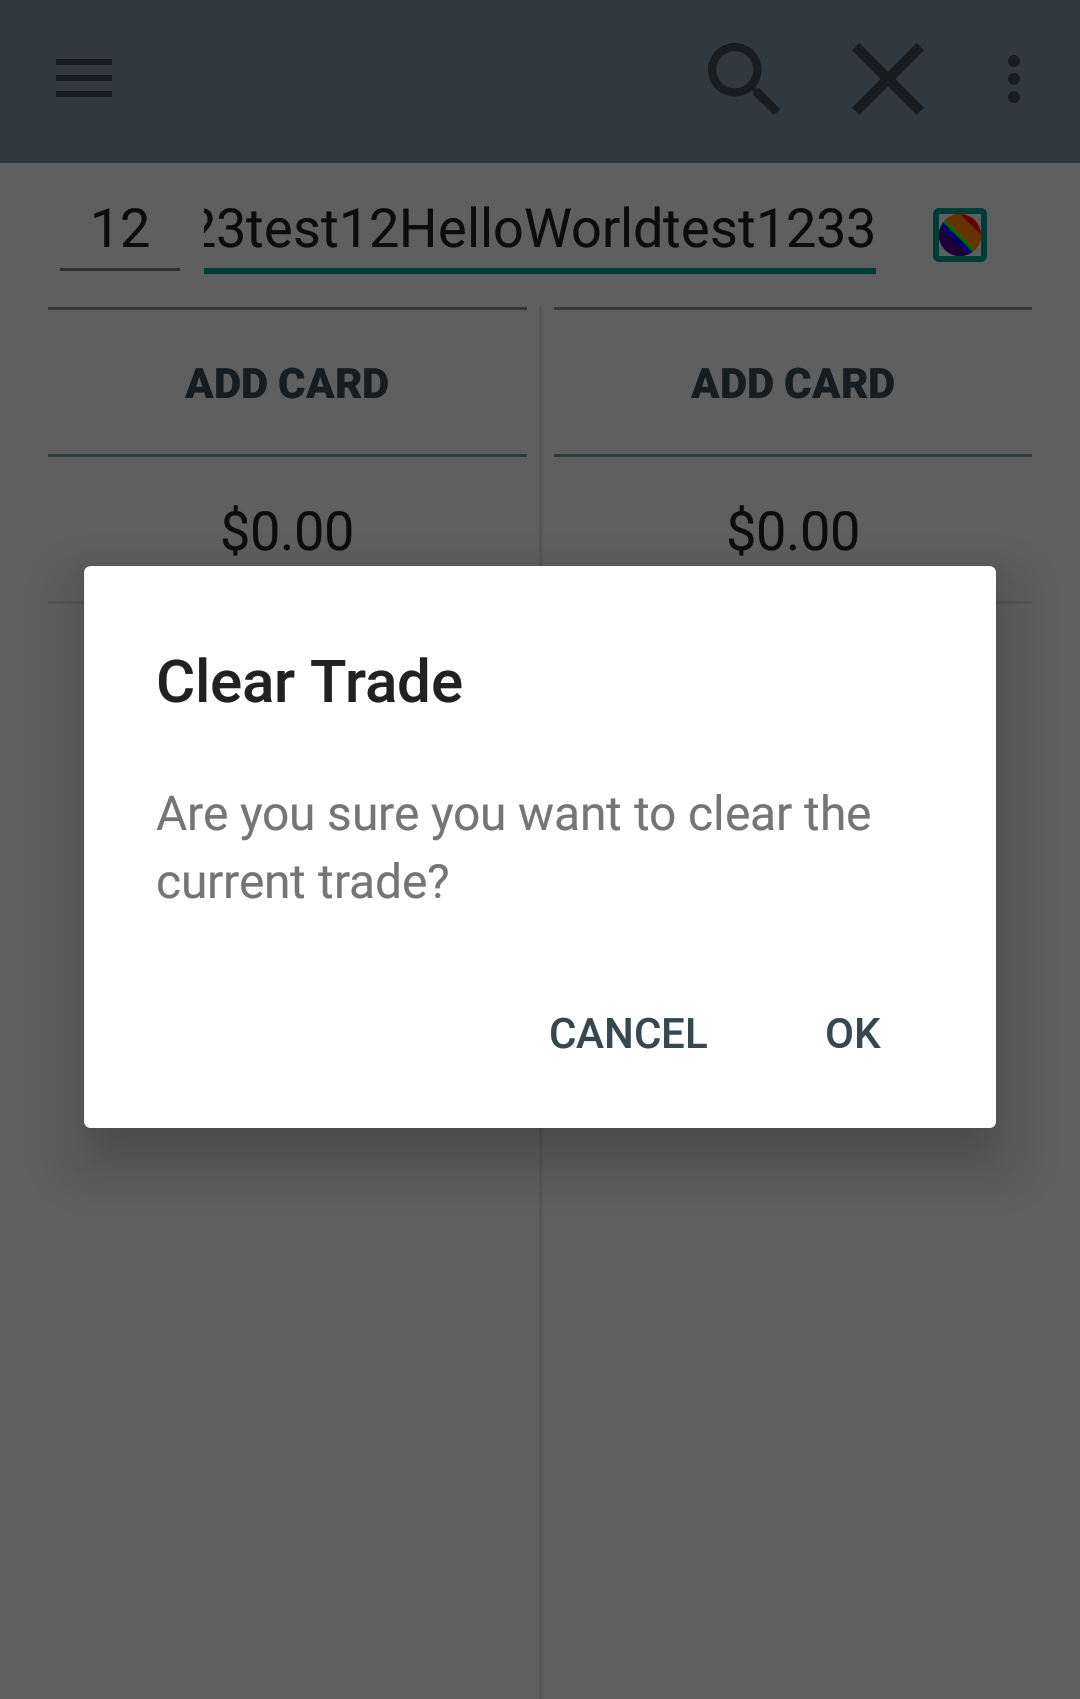 12 23test12HelloWorldtest1233
ADD CARD ADD CARD
$0.00 $0.00
Clear Trade
Are you sure you want to clear the
current trade?
CANCEL OK